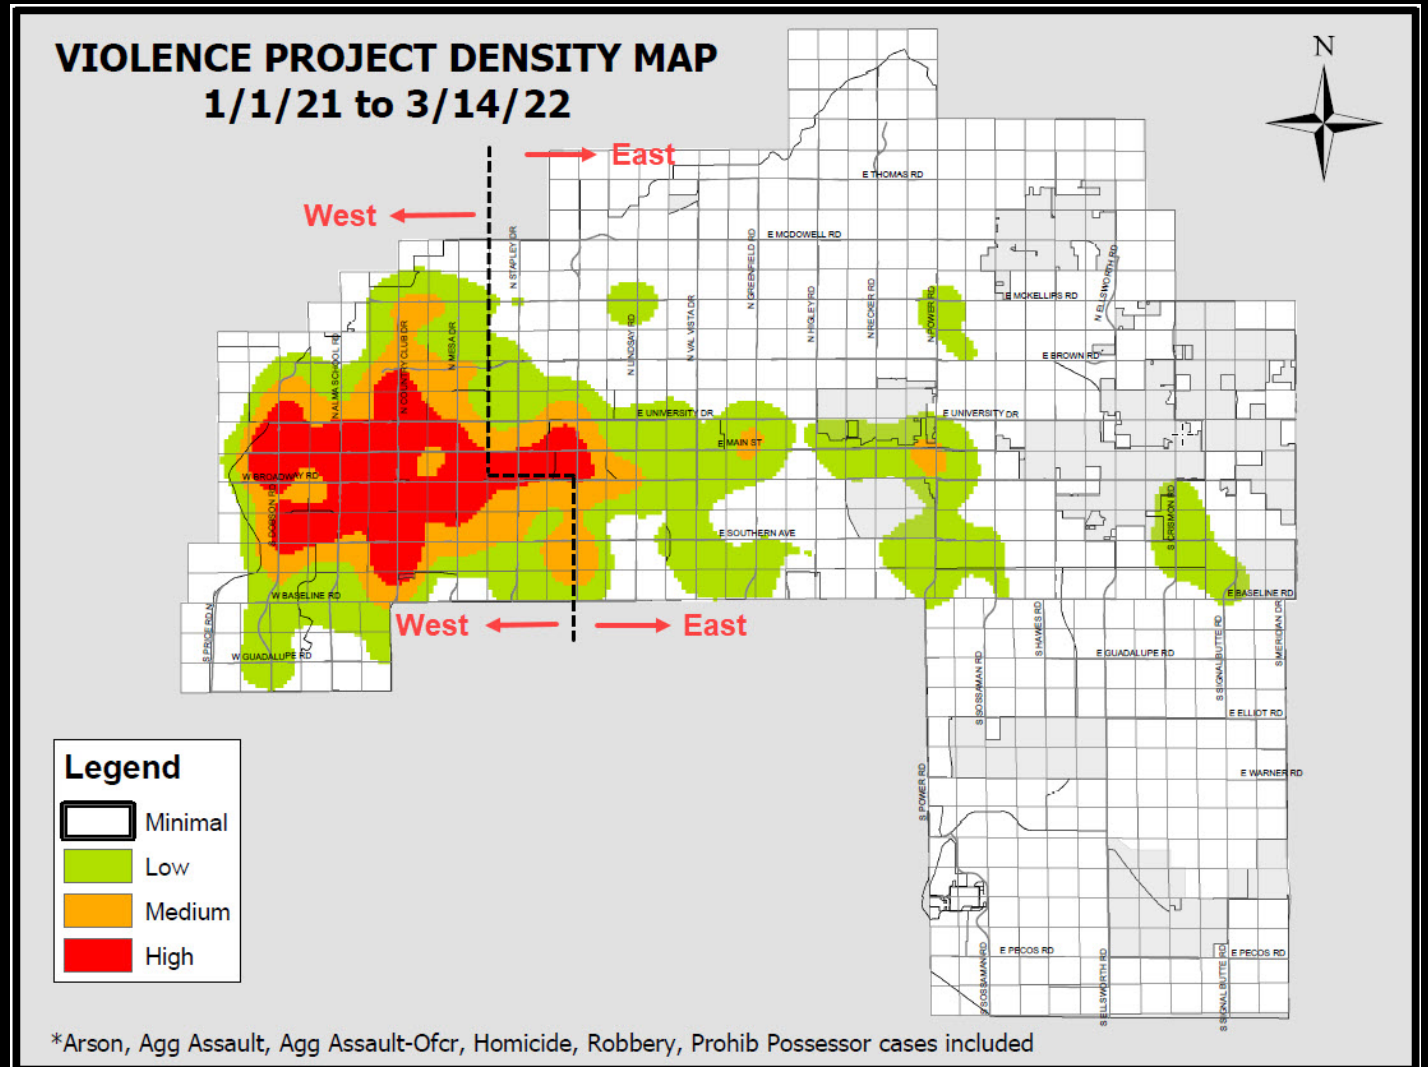 VIOLENCE PROJECT DENSITY MAP
1/1/21 to 3/14/22
N
East
West
E THOMAS RD
E MCDOWELL RD
N STAPLEY DR
N GREENFIELD RD
N ELLSWORTH RD
E MCKELLIPS RD
N HIGLEY RD
N RECKER RD
N POWER RD
N VAL VISTA DR
N LINDSAY RD
N MESA DR
N COUNTRY CLUB DR
N ALMA SCHOOL RD
E BROWN RD
E UNIVERSITY DR
E UNIVERSITY DR
E MAIN ST
W BROADWAY RD
S DOBSON RD
S CRISMON RD
E SOUTHERN AVE
W BASELINE RD
E BASELINE RD
West
East
S PRICE RD N
W GUADALUPE RD
S HAWES RD
E GUADALUPE RD
S SIGNAL BUTTE RD
S MERIDIAN DR
S SOSSAMAN RD
E ELLIOT RD
E WARNER RD
S POWER RD
E PECOS RD
E PECOS RD
S SOSSAMAN RD
S ELLSWORTH RD
S SIGNAL BUTTE RD
Legend
Minimal
Low
Medium
High
*Arson, Agg Assault, Agg Assault-Ofcr, Homicide, Robbery, Prohib Possessor cases included